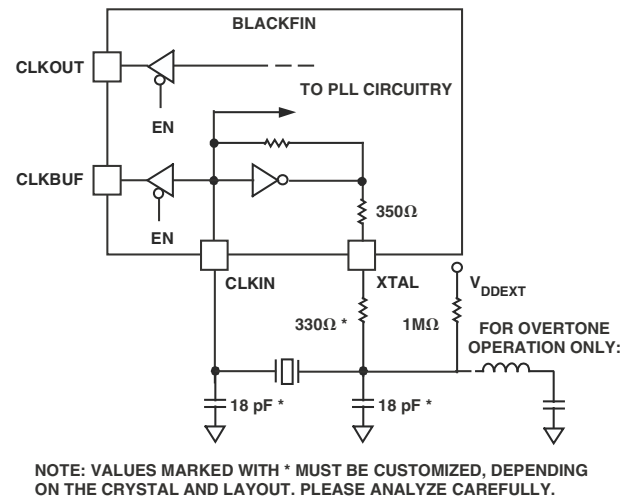 BLACKFIN
CLKOUT
TO PLL CIRCUITRY
EN
CLKBUF
350Ω
EN
CLKIN
XTAL
VDDEXT
330Ω *
1MΩ
FOR OVERTONE
OPERATION ONLY:
18 pF *
18 pF *
NOTE: VALUES MARKED WITH * MUST BE CUSTOMIZED, DEPENDING
ON THE CRYSTAL AND LAYOUT. PLEASE ANALYZE CAREFULLY.